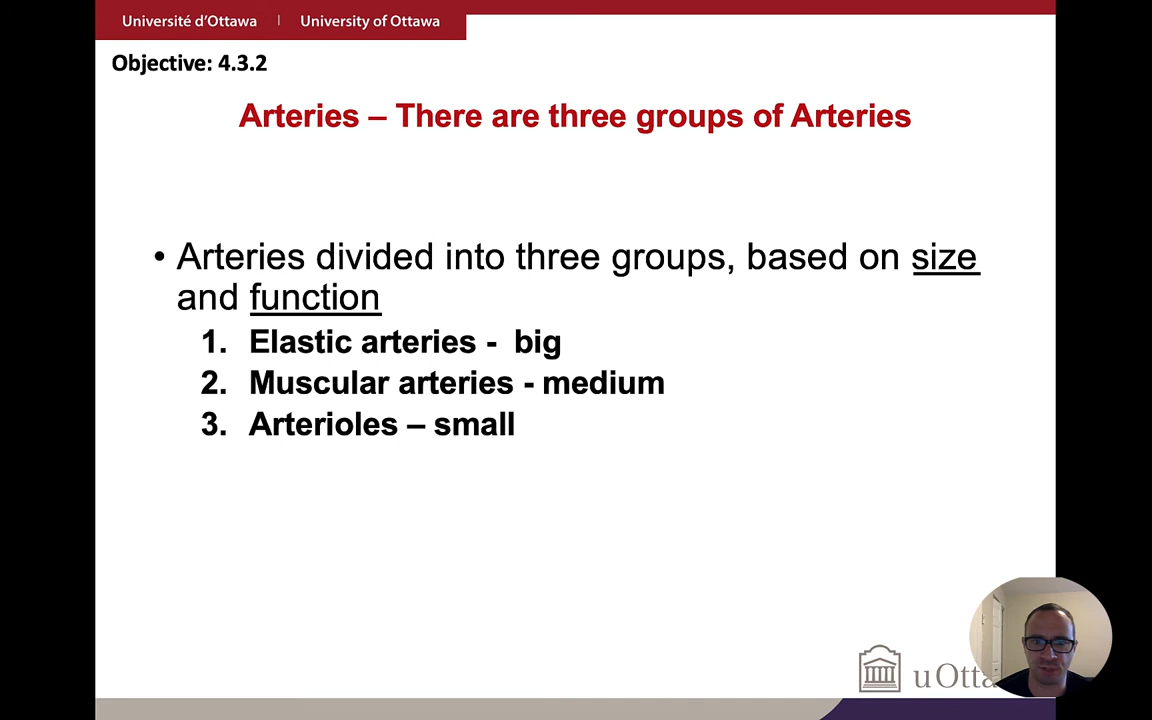 Université d'Ottawa | University of Ottawa
Objective: 4.3.2
Arteries – There are three groups of Arteries
• Arteries divided into three groups, based on size
and function
1. Elastic arteries - big
2. Muscular arteries - medium
3. Arterioles – small
uOtta